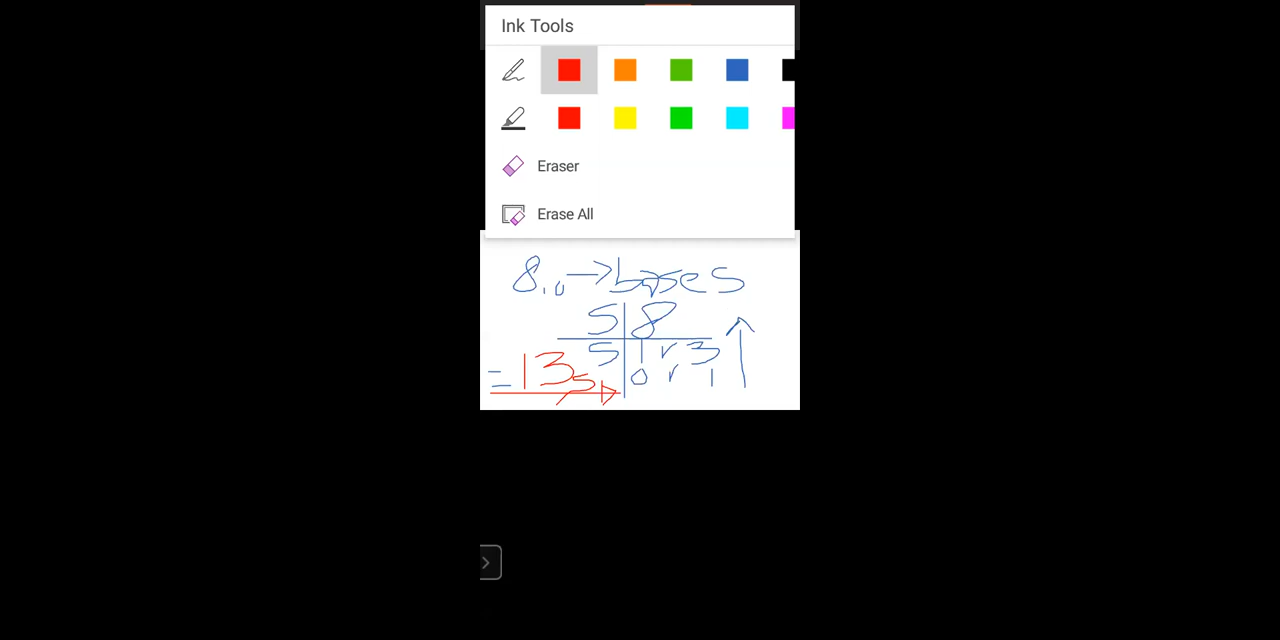 Ink Tools
Eraser
Erase All
8₁₀ → base 5
5 | 8
5 | 1 r 3
0 r 1
= 13₅